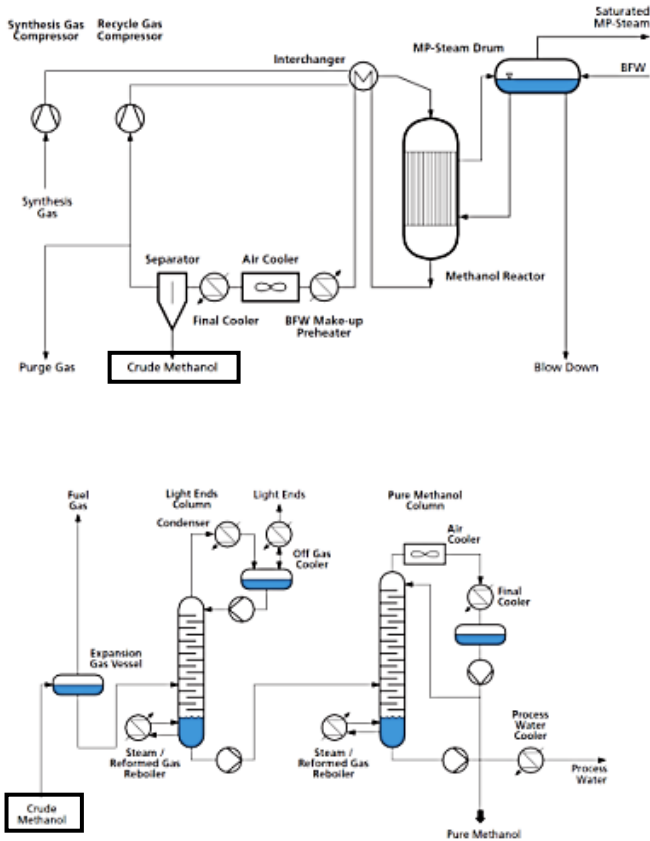 Synthesis Gas
Compressor
Recycle Gas
Compressor
Saturated
MP-Steam
Interchanger
MP-Steam Drum
BFW
Synthesis
Gas
Separator
Air Cooler
Methanol Reactor
Final Cooler
BFW Make-up
Preheater
Purge Gas
Crude Methanol
Blow Down
Fuel
Gas
Light Ends
Column
Light Ends
Pure Methanol
Column
Condenser
Air
Cooler
Off Gas
Cooler
Final
Cooler
Expansion
Gas Vessel
Process
Water
Cooler
Steam /
Reformed Gas
Reboiler
Steam /
Reformed Gas
Reboiler
Process
Water
Crude
Methanol
Pure Methanol